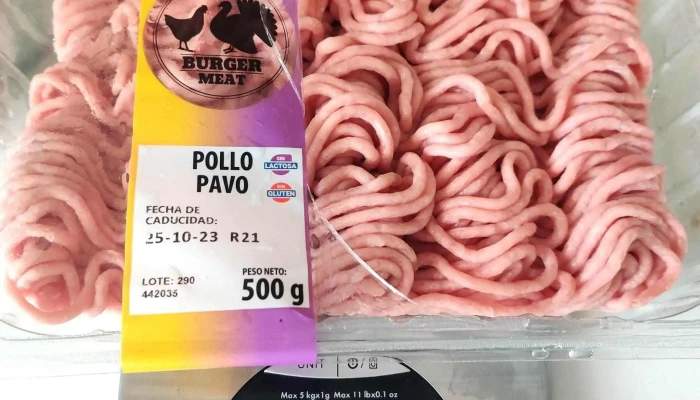 BURGER
MEAT
POLLO
PAVO
SIN
LACTOSA
SIN
GLUTEN
FECHA DE
CADUCIDAD:
25-10-23 R21
LOTE: 290
442035
PESO NETO:
500 g
UNIT
Max 5 kgx1g Max 11 lbx0.1 oz